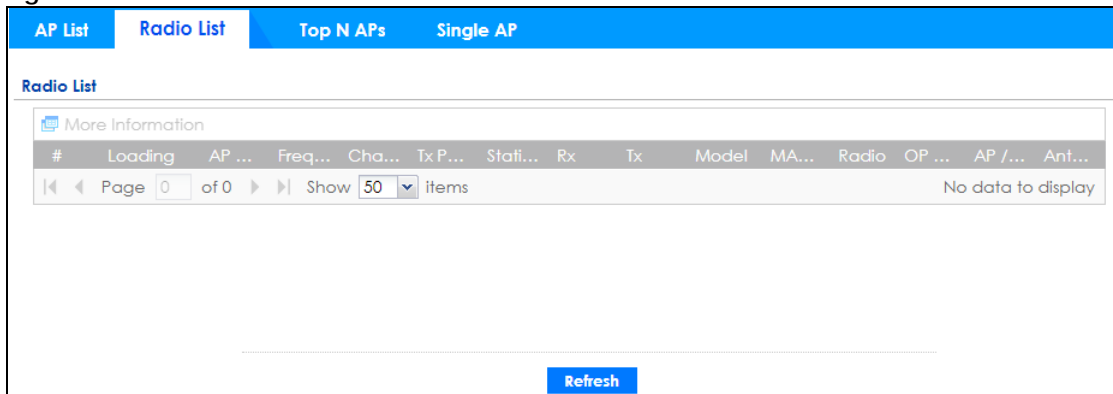 AP List Radio List Top N APs Single AP
Radio List
More Information
# Loading AP ... Freq... Cha... Tx P... Stati... Rx Tx Model MA... Radio OP ... AP /... Ant...
Page 0 of 0 Show 50 items No data to display
Refresh